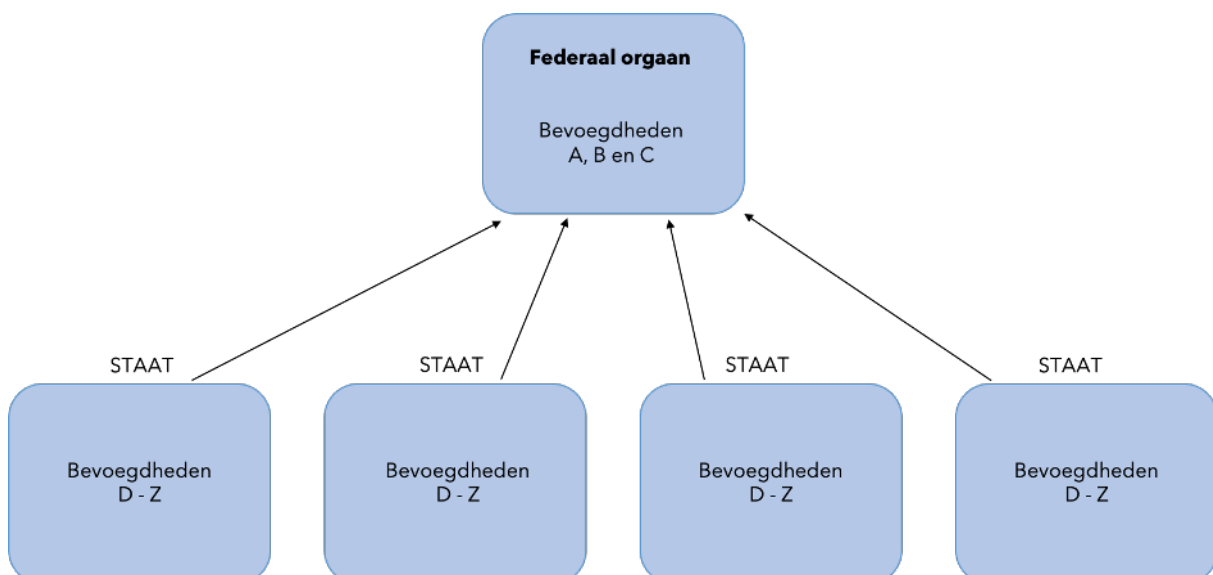 Federaal orgaan
Bevoegdheden
A, B en C
STAAT
STAAT
STAAT
STAAT
Bevoegdheden
D - Z
Bevoegdheden
D - Z
Bevoegdheden
D - Z
Bevoegdheden
D - Z